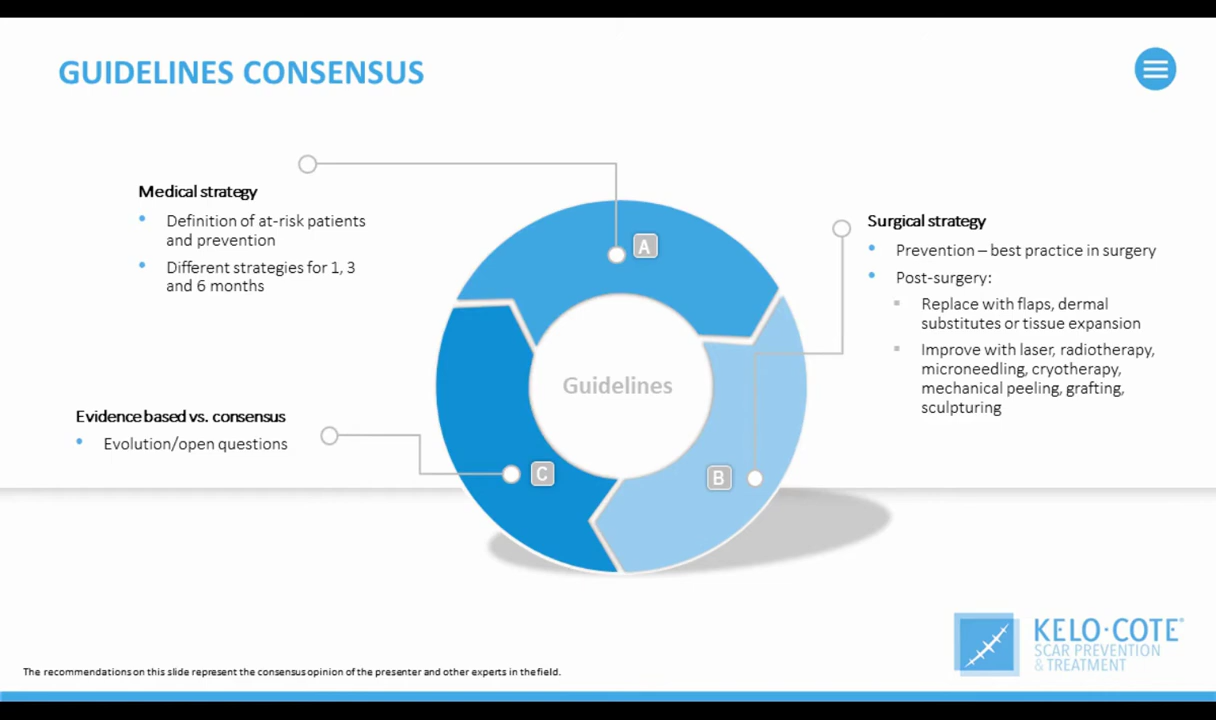 GUIDELINES CONSENSUS
Medical strategy
• Definition of at-risk patients
and prevention
• Different strategies for 1, 3
and 6 months
A
Surgical strategy
• Prevention – best practice in surgery
• Post-surgery:
▪ Replace with flaps, dermal
substitutes or tissue expansion
▪ Improve with laser, radiotherapy,
microneedling, cryotherapy,
mechanical peeling, grafting,
sculpturing
Guidelines
Evidence based vs. consensus
• Evolution/open questions
C
B
KELO·COTE®
SCAR PREVENTION
& TREATMENT
The recommendations on this slide represent the consensus opinion of the presenter and other experts in the field.